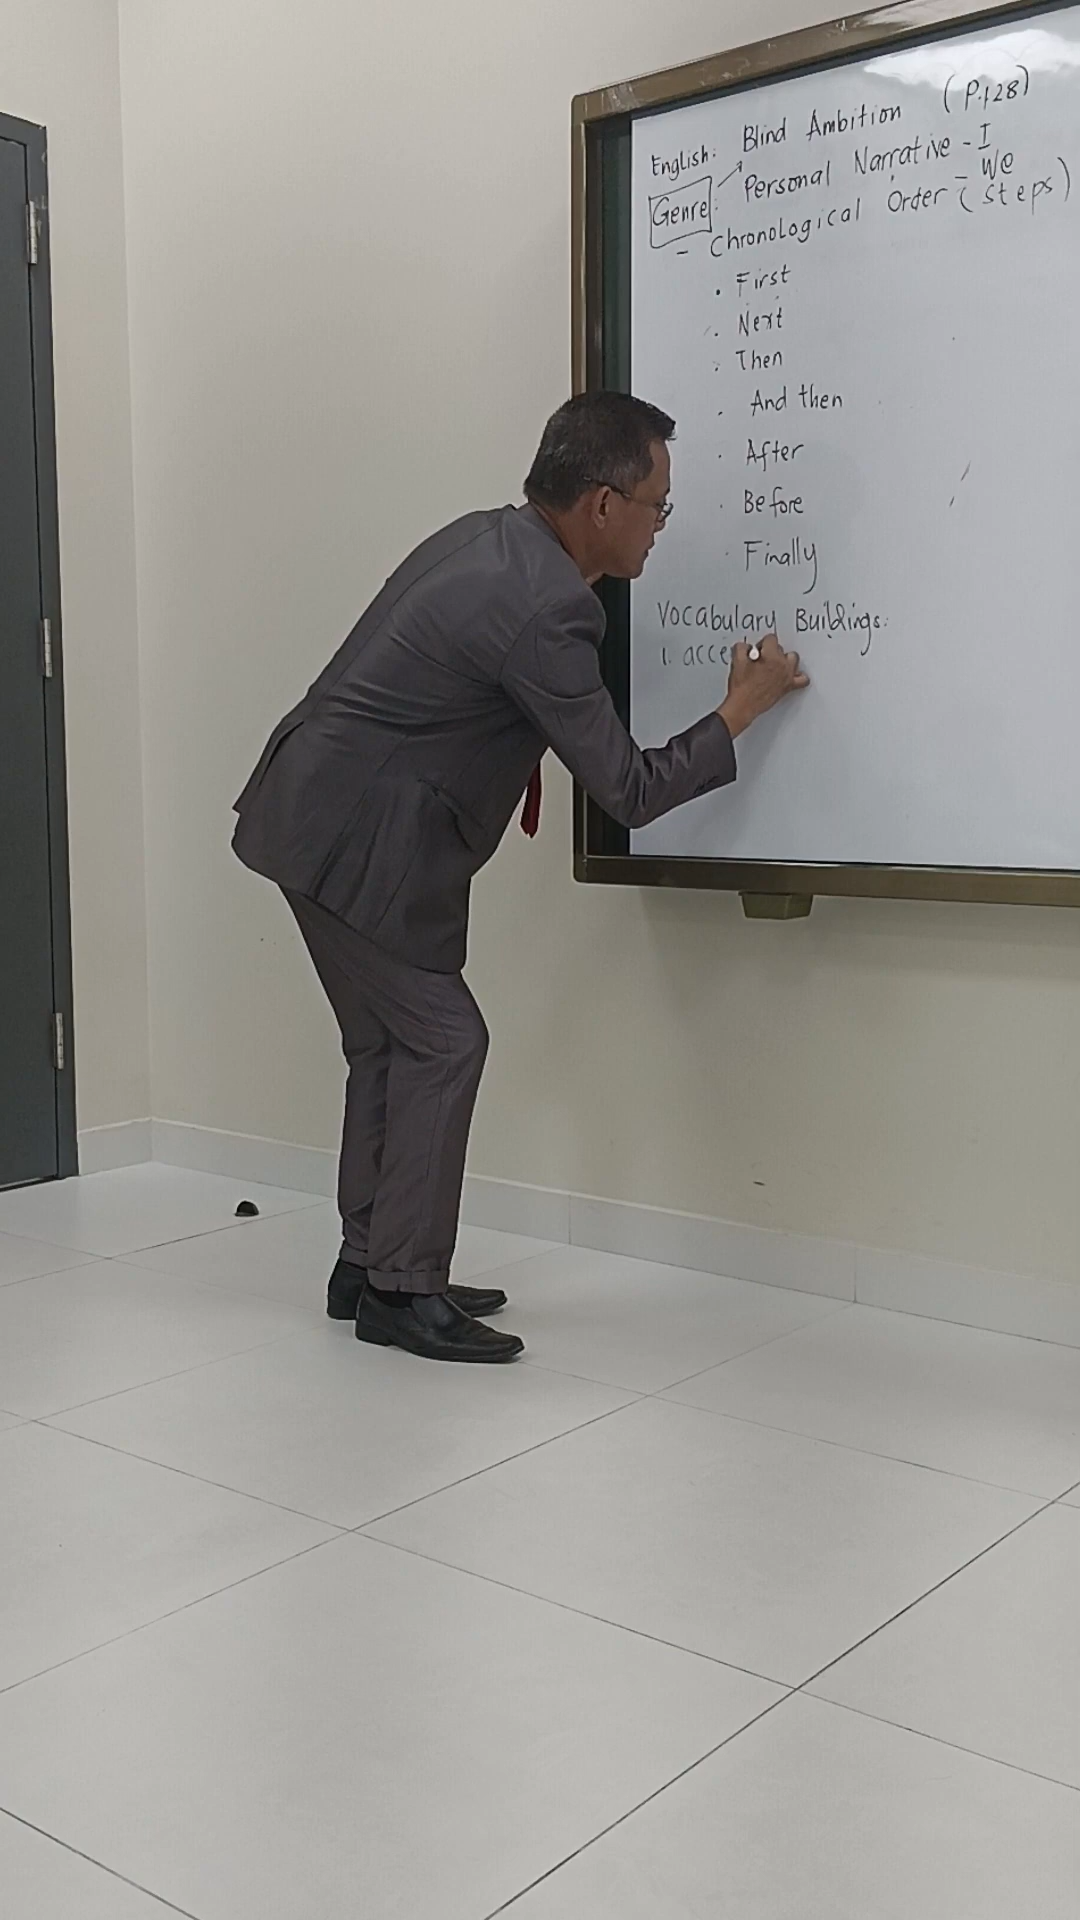 English: Blind Ambition (P.128)
Genre: Personal Narrative - I
- We
- Chronological Order (steps)
. First
. Next
. Then
. And then
. After
. Before
. Finally
Vocabulary Buildings:
1.